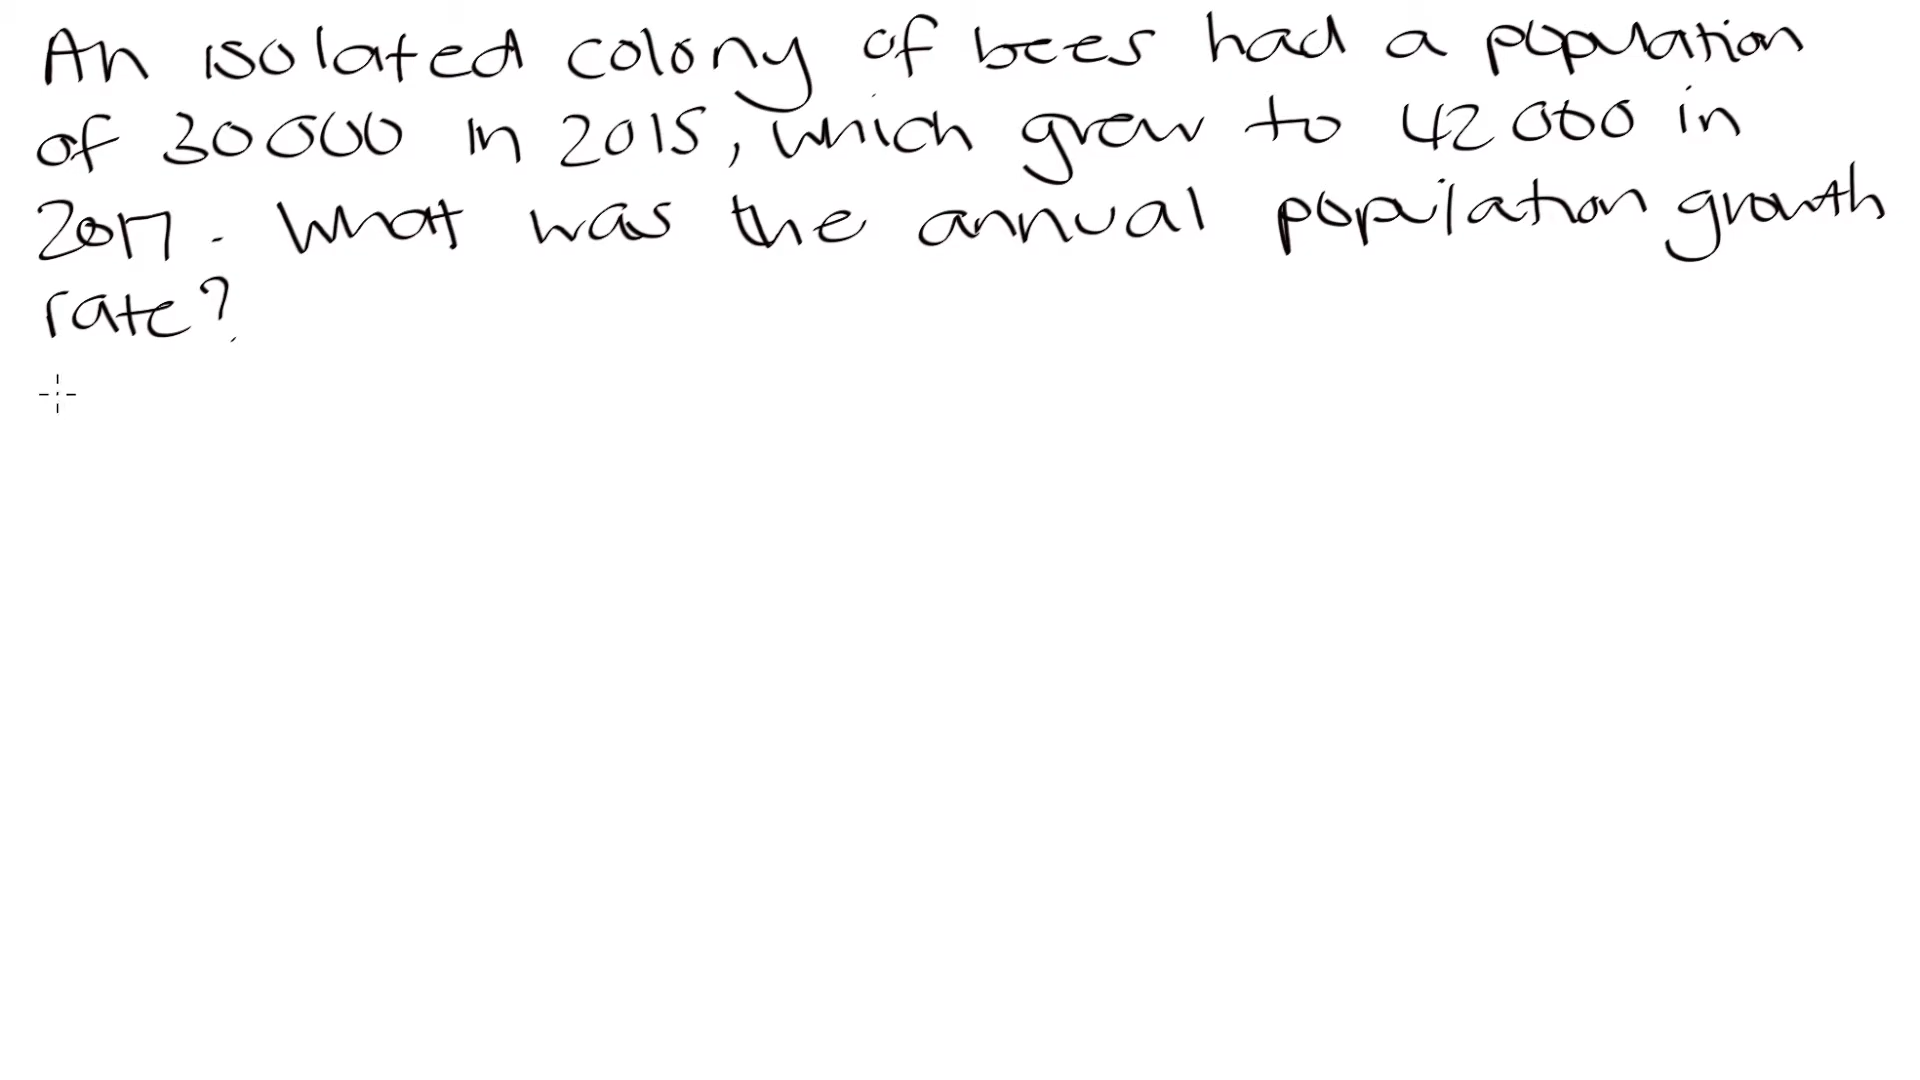 An isolated colony of bees had a population
of 30000 in 2015, which grew to 42000 in
2017. What was the annual population growth
rate?